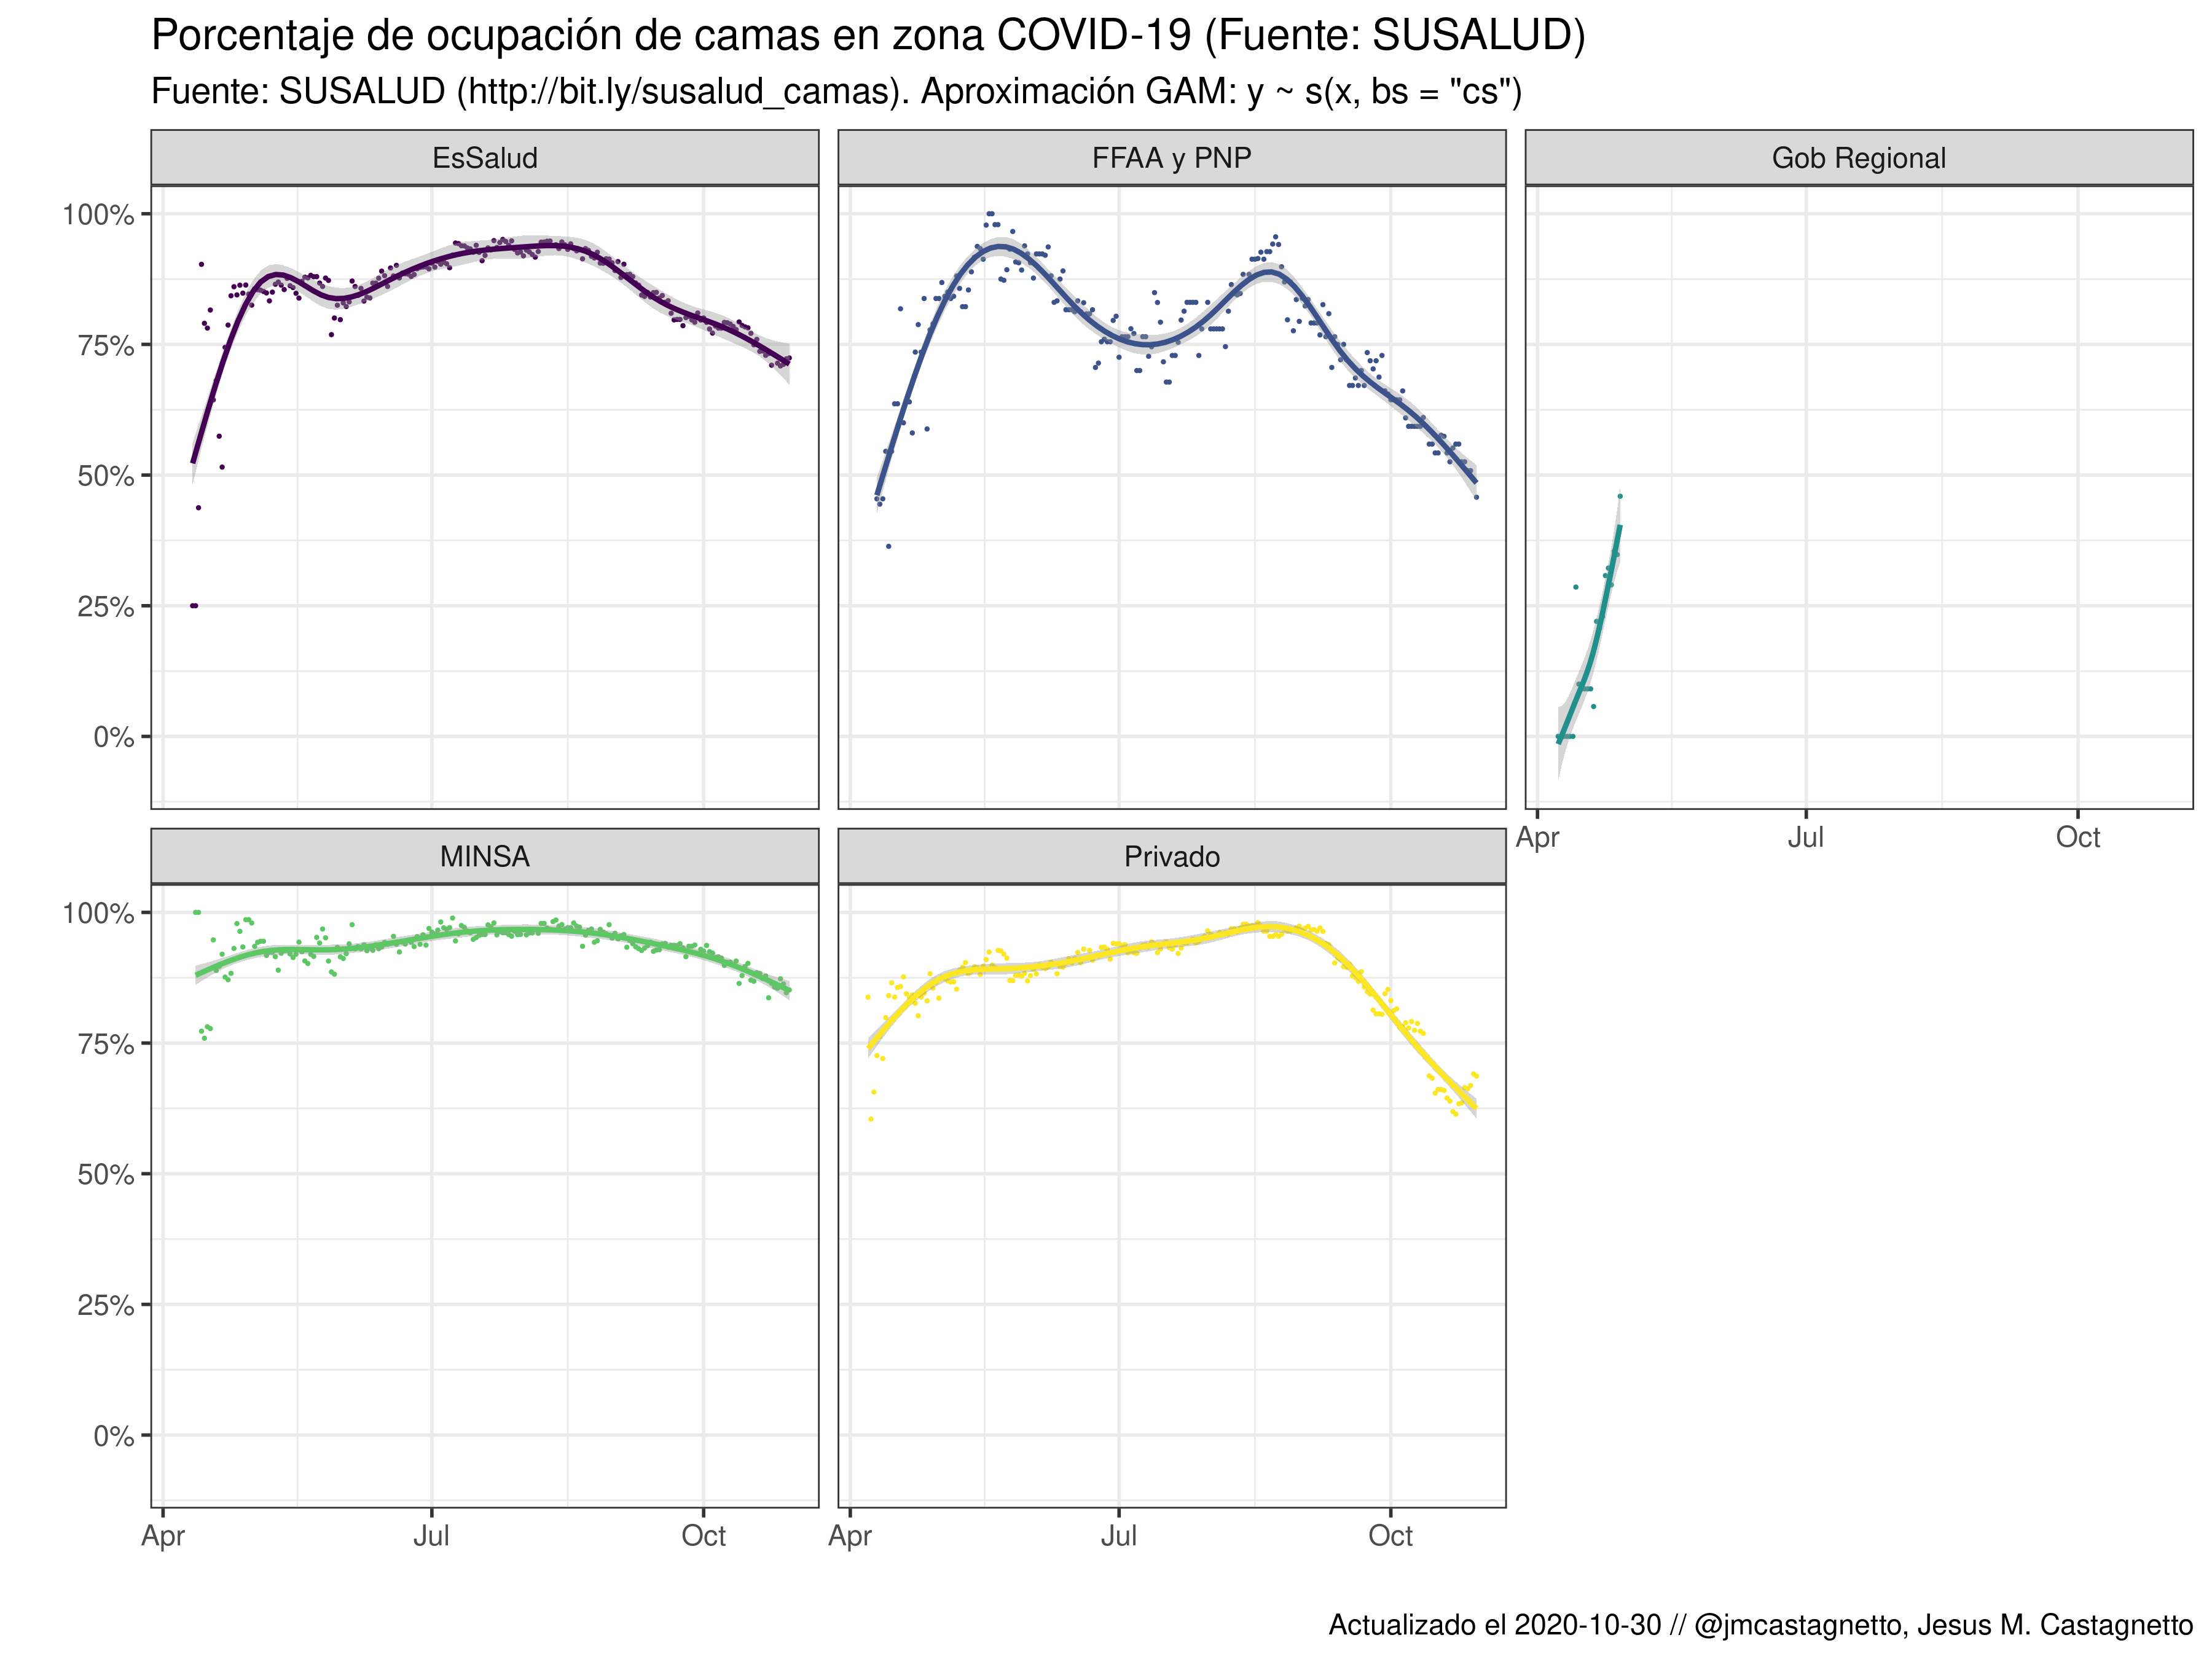 Porcentaje de ocupación de camas en zona COVID-19 (Fuente: SUSALUD)
Fuente: SUSALUD (http://bit.ly/susalud_camas). Aproximación GAM: y ~ s(x, bs = "cs")
EsSalud
FFAA y PNP
Gob Regional
100%
75%
50%
25%
0%
Apr
Jul
Oct
MINSA
Privado
100%
75%
50%
25%
0%
Apr
Jul
Oct
Apr
Jul
Oct
Actualizado el 2020-10-30 // @jmcastagnetto, Jesus M. Castagnetto